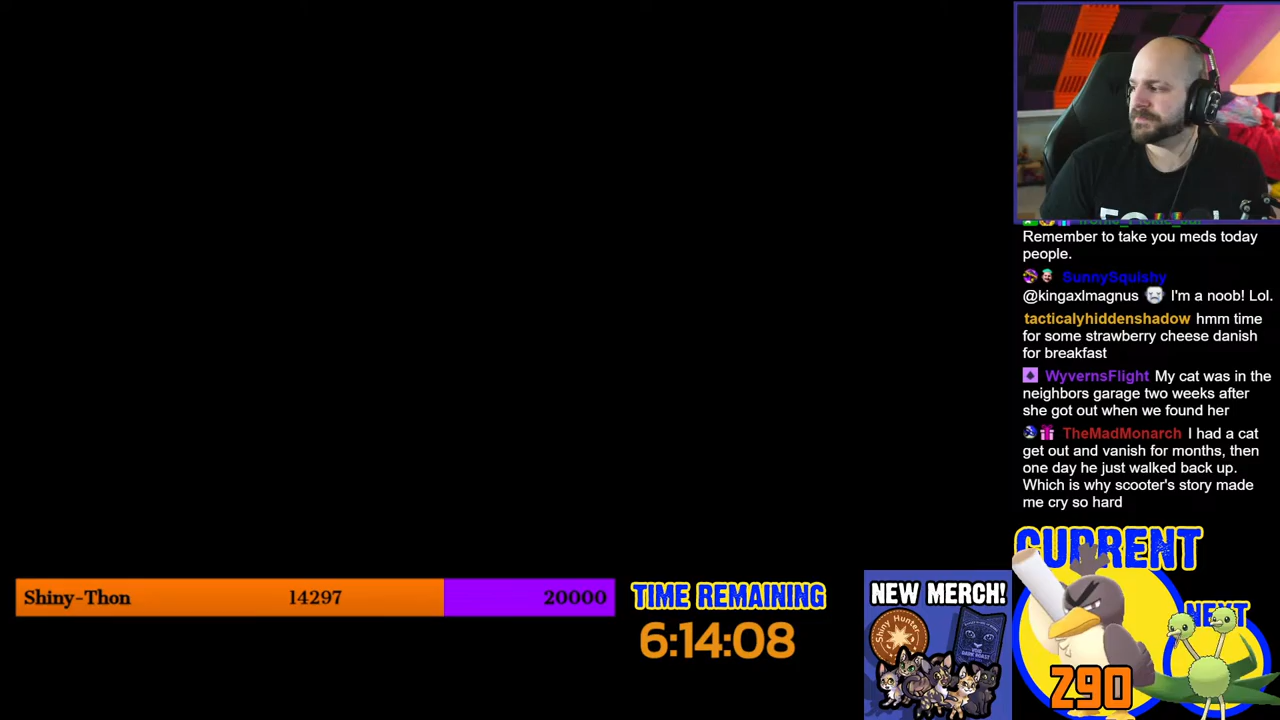 Remember to take you meds today
people.
SunnySquishy
@kingaxlmagnus I'm a noob! Lol.
tacticalyhiddenshadow hmm time
for some strawberry cheese danish
for breakfast
WyvernsFlight My cat was in the
neighbors garage two weeks after
she got out when we found her
TheMadMonarch I had a cat
get out and vanish for months, then
one day he just walked back up.
Which is why scooter's story made
me cry so hard
CURRENT
NEXT
290
Shiny-Thon 14297 20000
TIME REMAINING
6:14:08
NEW MERCH!
Shiny Hunter